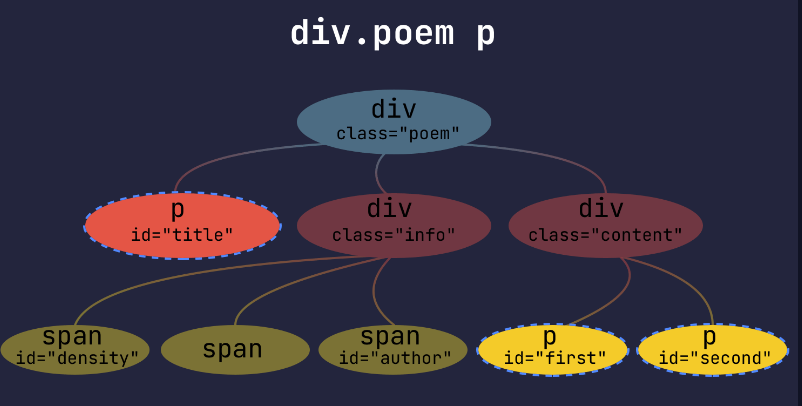 div.poem p
div
class="poem"
p
id="title"
div
class="info"
div
class="content"
span
id="density"
span
span
id="author"
p
id="first"
p
id="second"